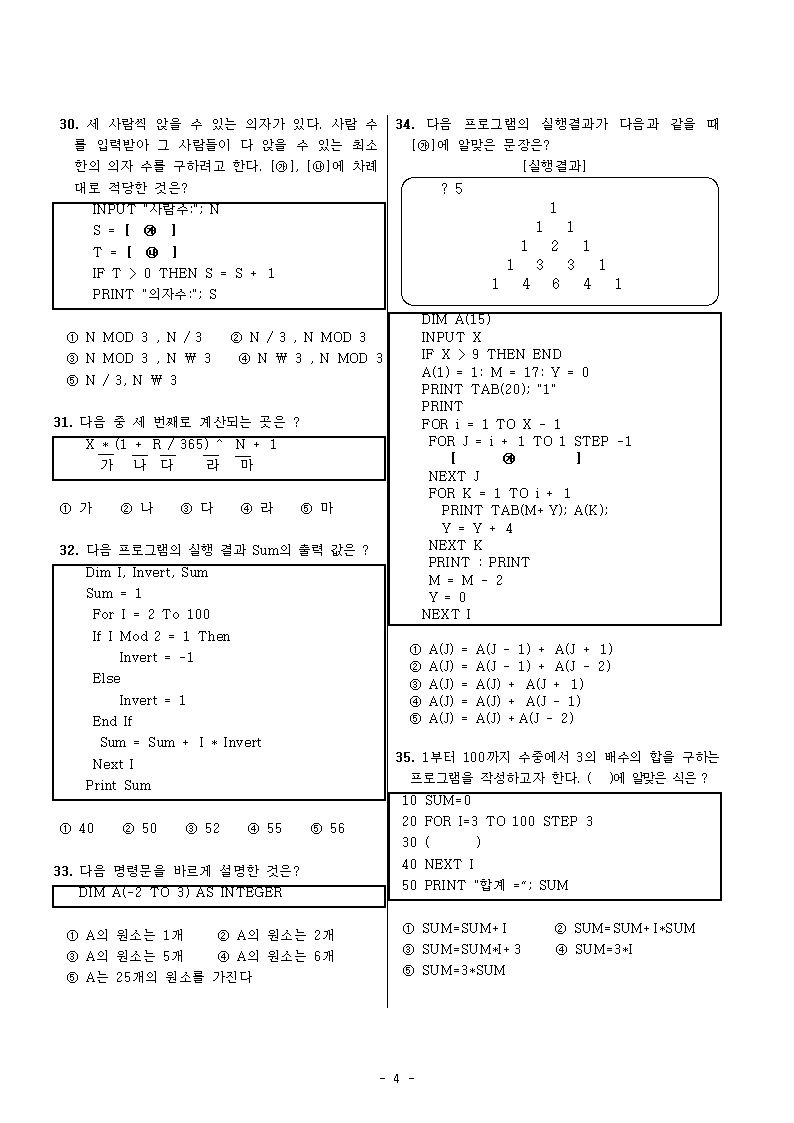 30. 세 사람씩 앉을 수 있는 의자가 있다. 사람 수
를 입력받아 그 사람들이 다 앉을 수 있는 최소
한의 의자 수를 구하려고 한다. [㉮], [㉯]에 차례
대로 적당한 것은?
INPUT "사람수:"; N
S = [ ㉮ ]
T = [ ㉯ ]
IF T > 0 THEN S = S + 1
PRINT "의자수:"; S
① N MOD 3 , N / 3 ② N / 3 , N MOD 3
③ N MOD 3 , N ₩ 3 ④ N ₩ 3 , N MOD 3
⑤ N / 3, N ₩ 3
31. 다음 중 세 번째로 계산되는 곳은 ?
X * (1 + R / 365) ^ N + 1
가 나 다 라 마
① 가 ② 나 ③ 다 ④ 라 ⑤ 마
32. 다음 프로그램의 실행 결과 Sum의 출력 값은 ?
Dim I, Invert, Sum
Sum = 1
For I = 2 To 100
If I Mod 2 = 1 Then
Invert = -1
Else
Invert = 1
End If
Sum = Sum + I * Invert
Next I
Print Sum
① 40 ② 50 ③ 52 ④ 55 ⑤ 56
33. 다음 명령문을 바르게 설명한 것은?
DIM A(-2 TO 3) AS INTEGER
① A의 원소는 1개 ② A의 원소는 2개
③ A의 원소는 5개 ④ A의 원소는 6개
⑤ A는 25개의 원소를 가진다
34. 다음 프로그램의 실행결과가 다음과 같을 때
[㉮]에 알맞은 문장은?
[실행결과]
? 5
1
1 1
1 2 1
1 3 3 1
1 4 6 4 1
DIM A(15)
INPUT X
IF X > 9 THEN END
A(1) = 1: M = 17: Y = 0
PRINT TAB(20); "1"
PRINT
FOR i = 1 TO X - 1
FOR J = i + 1 TO 1 STEP -1
[ ㉮ ]
NEXT J
FOR K = 1 TO i + 1
PRINT TAB(M+ Y); A(K);
Y = Y + 4
NEXT K
PRINT : PRINT
M = M - 2
Y = 0
NEXT I
① A(J) = A(J - 1) + A(J + 1)
② A(J) = A(J - 1) + A(J - 2)
③ A(J) = A(J) + A(J + 1)
④ A(J) = A(J) + A(J - 1)
⑤ A(J) = A(J) +A(J - 2)
35. 1부터 100까지 수중에서 3의 배수의 합을 구하는
프로그램을 작성하고자 한다. ( )에 알맞은 식은 ?
10 SUM=0
20 FOR I=3 TO 100 STEP 3
30 ( )
40 NEXT I
50 PRINT "합계 =“; SUM
① SUM=SUM+I ② SUM=SUM+I*SUM
③ SUM=SUM*I+3 ④ SUM=3*I
⑤ SUM=3*SUM
- 4 -